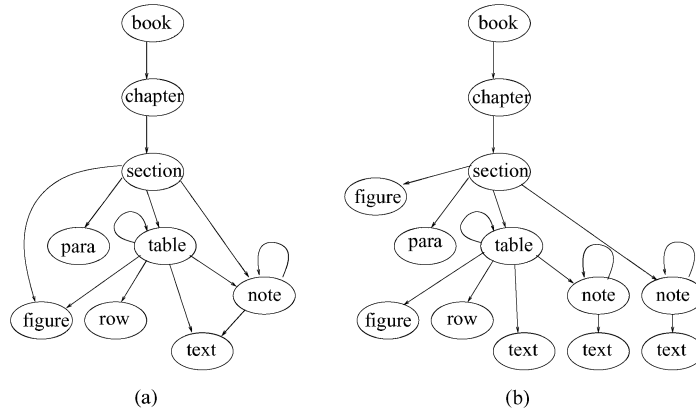 book
chapter
section
para
table
note
figure
row
text
(a)
book
chapter
section
figure
para
table
note
note
figure
row
text
text
text
(b)